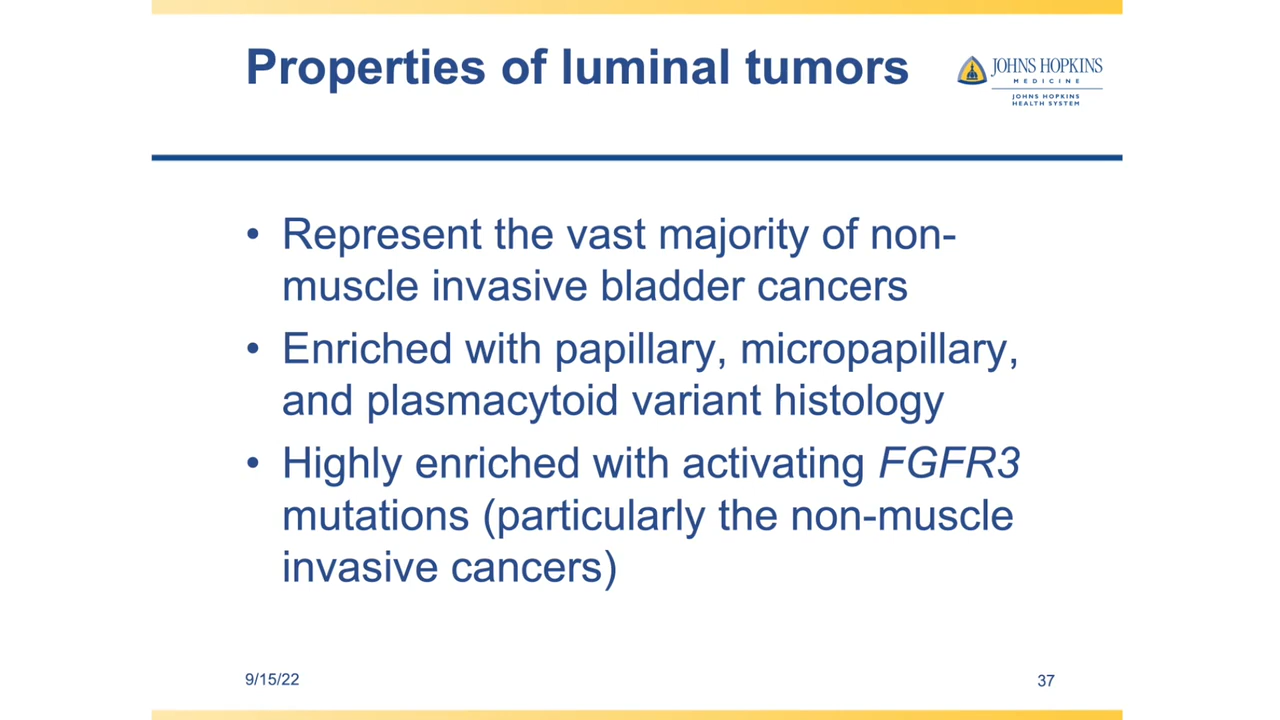 Properties of luminal tumors
JOHNS HOPKINS
MEDICINE
JOHNS HOPKINS
HEALTH SYSTEM
• Represent the vast majority of non-
muscle invasive bladder cancers
• Enriched with papillary, micropapillary,
and plasmacytoid variant histology
• Highly enriched with activating FGFR3
mutations (particularly the non-muscle
invasive cancers)
9/15/22
37